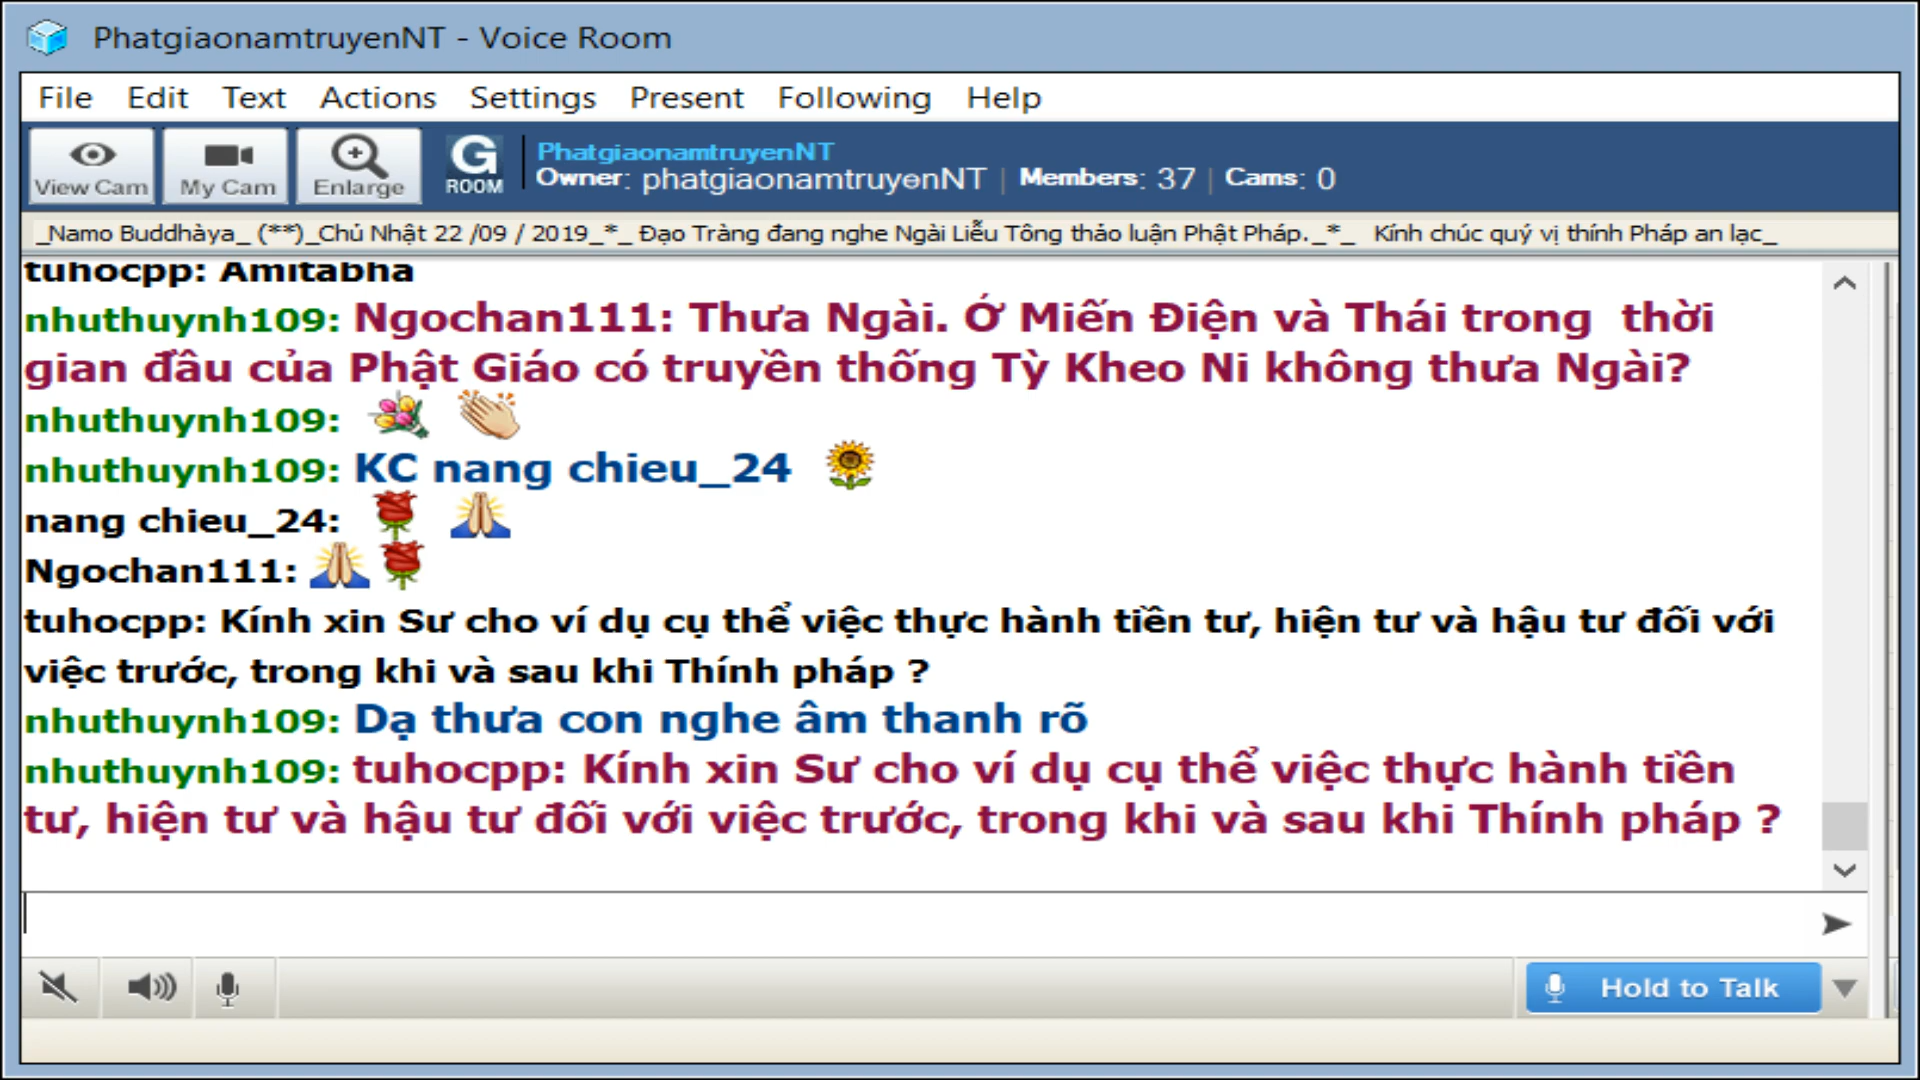 PhatgiaonamtruyenNT - Voice Room
File Edit Text Actions Settings Present Following Help
View Cam My Cam Enlarge G ROOM
PhatgiaonamtruyenNT
Owner: phatgiaonamtruyenNT | Members: 37 | Cams: 0
_Namo Buddhàya_ (**)_Chủ Nhật 22 /09 / 2019_*_ Đạo Tràng đang nghe Ngài Liễu Tông thảo luận Phật Pháp._*_ Kính chúc quý vị thính Pháp an lạc_
tuhocpp: Amitabha
nhuthuynh109: Ngochan111: Thưa Ngài. Ớ Miến Điện và Thái trong thời
gian đầu của Phật Giáo có truyền thống Tỳ Kheo Ni không thưa Ngài?
nhuthuynh109:
nhuthuynh109: KC nang chieu_24
nang chieu_24:
Ngochan111:
tuhocpp: Kính xin Sư cho ví dụ cụ thể việc thực hành tiền tư, hiện tư và hậu tư đối với
việc trước, trong khi và sau khi Thính pháp ?
nhuthuynh109: Dạ thưa con nghe âm thanh rõ
nhuthuynh109: tuhocpp: Kính xin Sư cho ví dụ cụ thể việc thực hành tiền
tư, hiện tư và hậu tư đối với việc trước, trong khi và sau khi Thính pháp ?
Hold to Talk